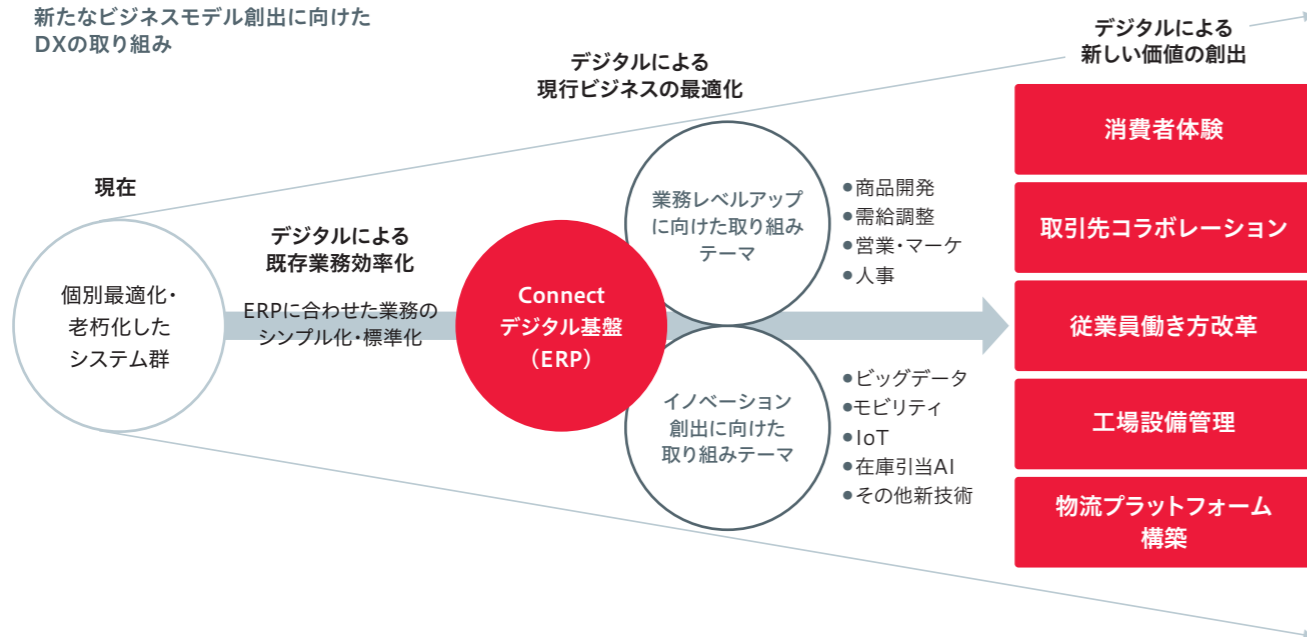 新たなビジネスモデル創出に向けた
DXの取り組み
現在
個別最適化・
老朽化した
システム群
デジタルによる
既存業務効率化
ERPに合わせた業務の
シンプル化・標準化
Connect
デジタル基盤
（ERP）
デジタルによる
現行ビジネスの最適化
業務レベルアップ
に向けた取り組み
テーマ
●商品開発
●需給調整
●営業・マーケ
●人事
イノベーション
創出に向けた
取り組みテーマ
●ビッグデータ
●モビリティ
●IoT
●在庫引当AI
●その他新技術
デジタルによる
新しい価値の創出
消費者体験
取引先コラボレーション
従業員働き方改革
工場設備管理
物流プラットフォーム
構築